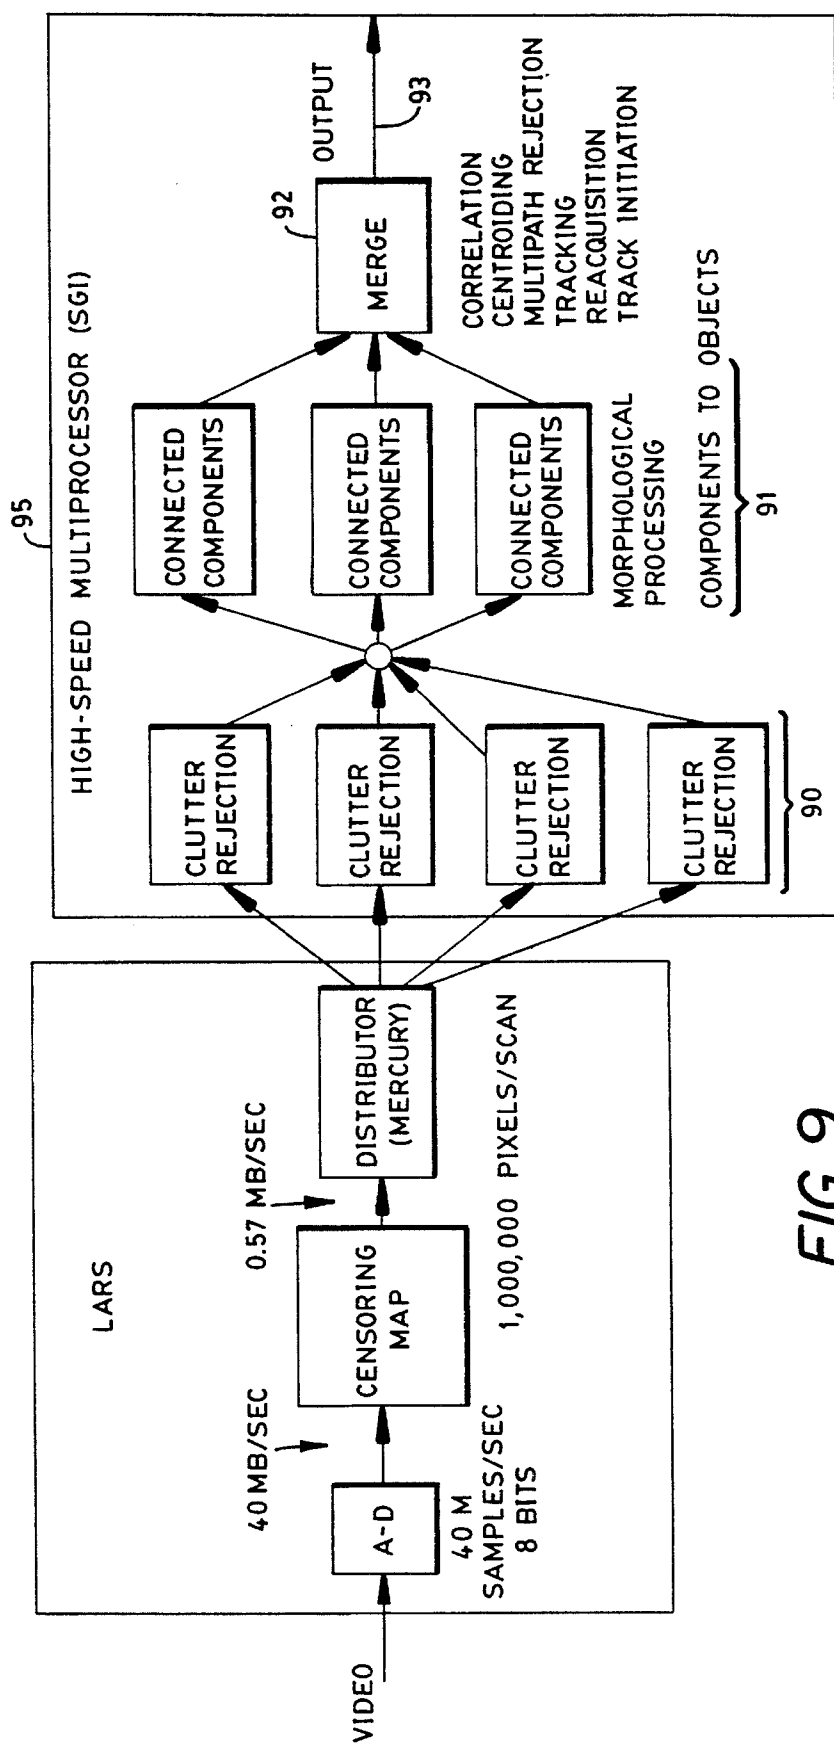 VIDEO
LARS
A-D
40 M
SAMPLES/SEC
8 BITS
40 MB/SEC
CENSORING
MAP
0.57 MB/SEC
DISTRIBUTOR
(MERCURY)
1,000,000 PIXELS/SCAN
95
HIGH-SPEED MULTIPROCESSOR (SGI)
CLUTTER
REJECTION
CLUTTER
REJECTION
CLUTTER
REJECTION
CLUTTER
REJECTION
90
CONNECTED
COMPONENTS
CONNECTED
COMPONENTS
CONNECTED
COMPONENTS
MORPHOLOGICAL
PROCESSING
COMPONENTS TO OBJECTS
91
92
MERGE
OUTPUT
93
CORRELATION
CENTROIDING
MULTIPATH REJECTION
TRACKING
REACQUISITION
TRACK INITIATION
FIG. 9